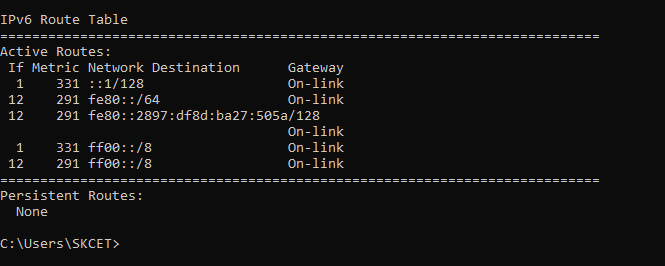 IPv6 Route Table
===========================================================================
Active Routes:
 If Metric Network Destination      Gateway
  1    331 ::1/128                  On-link
 12    291 fe80::/64                On-link
 12    291 fe80::2897:df8d:ba27:505a/128
                                    On-link
  1    331 ff00::/8                 On-link
 12    291 ff00::/8                 On-link
===========================================================================
Persistent Routes:
  None
C:\Users\SKCET>